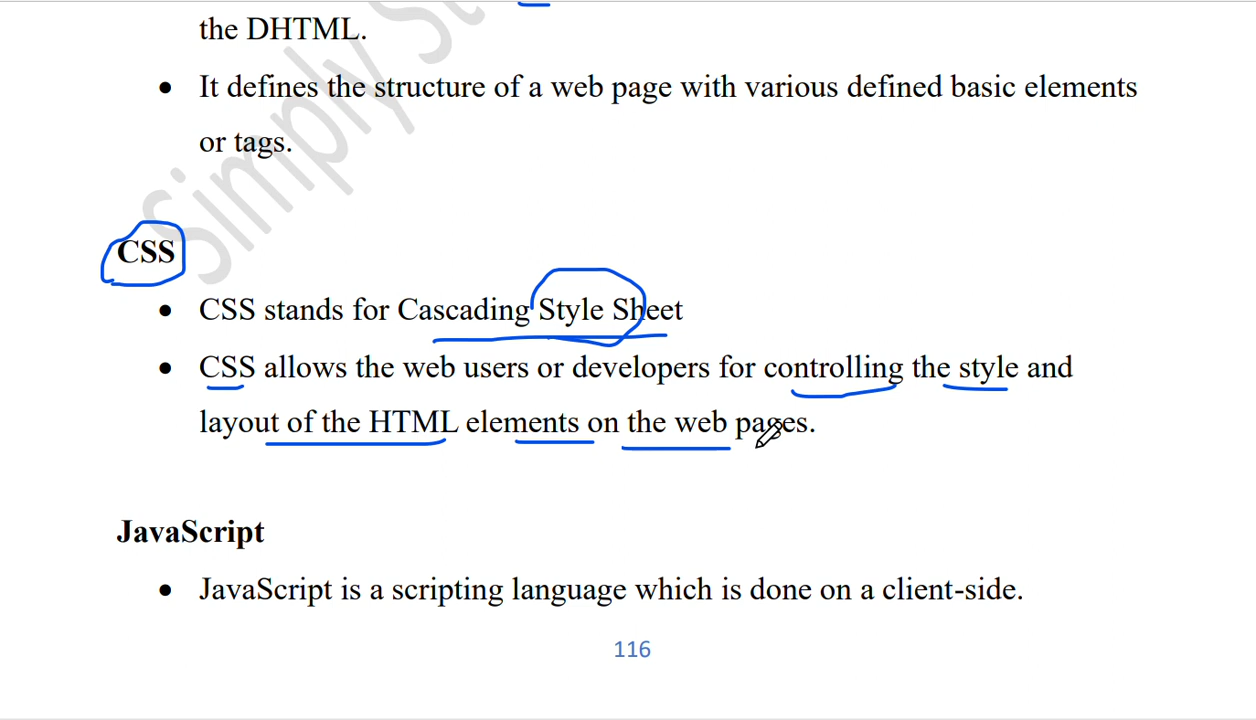 the DHTML.
• It defines the structure of a web page with various defined basic elements
or tags.
CSS
• CSS stands for Cascading Style Sheet
• CSS allows the web users or developers for controlling the style and
layout of the HTML elements on the web pages.
JavaScript
• JavaScript is a scripting language which is done on a client-side.
116
Simply